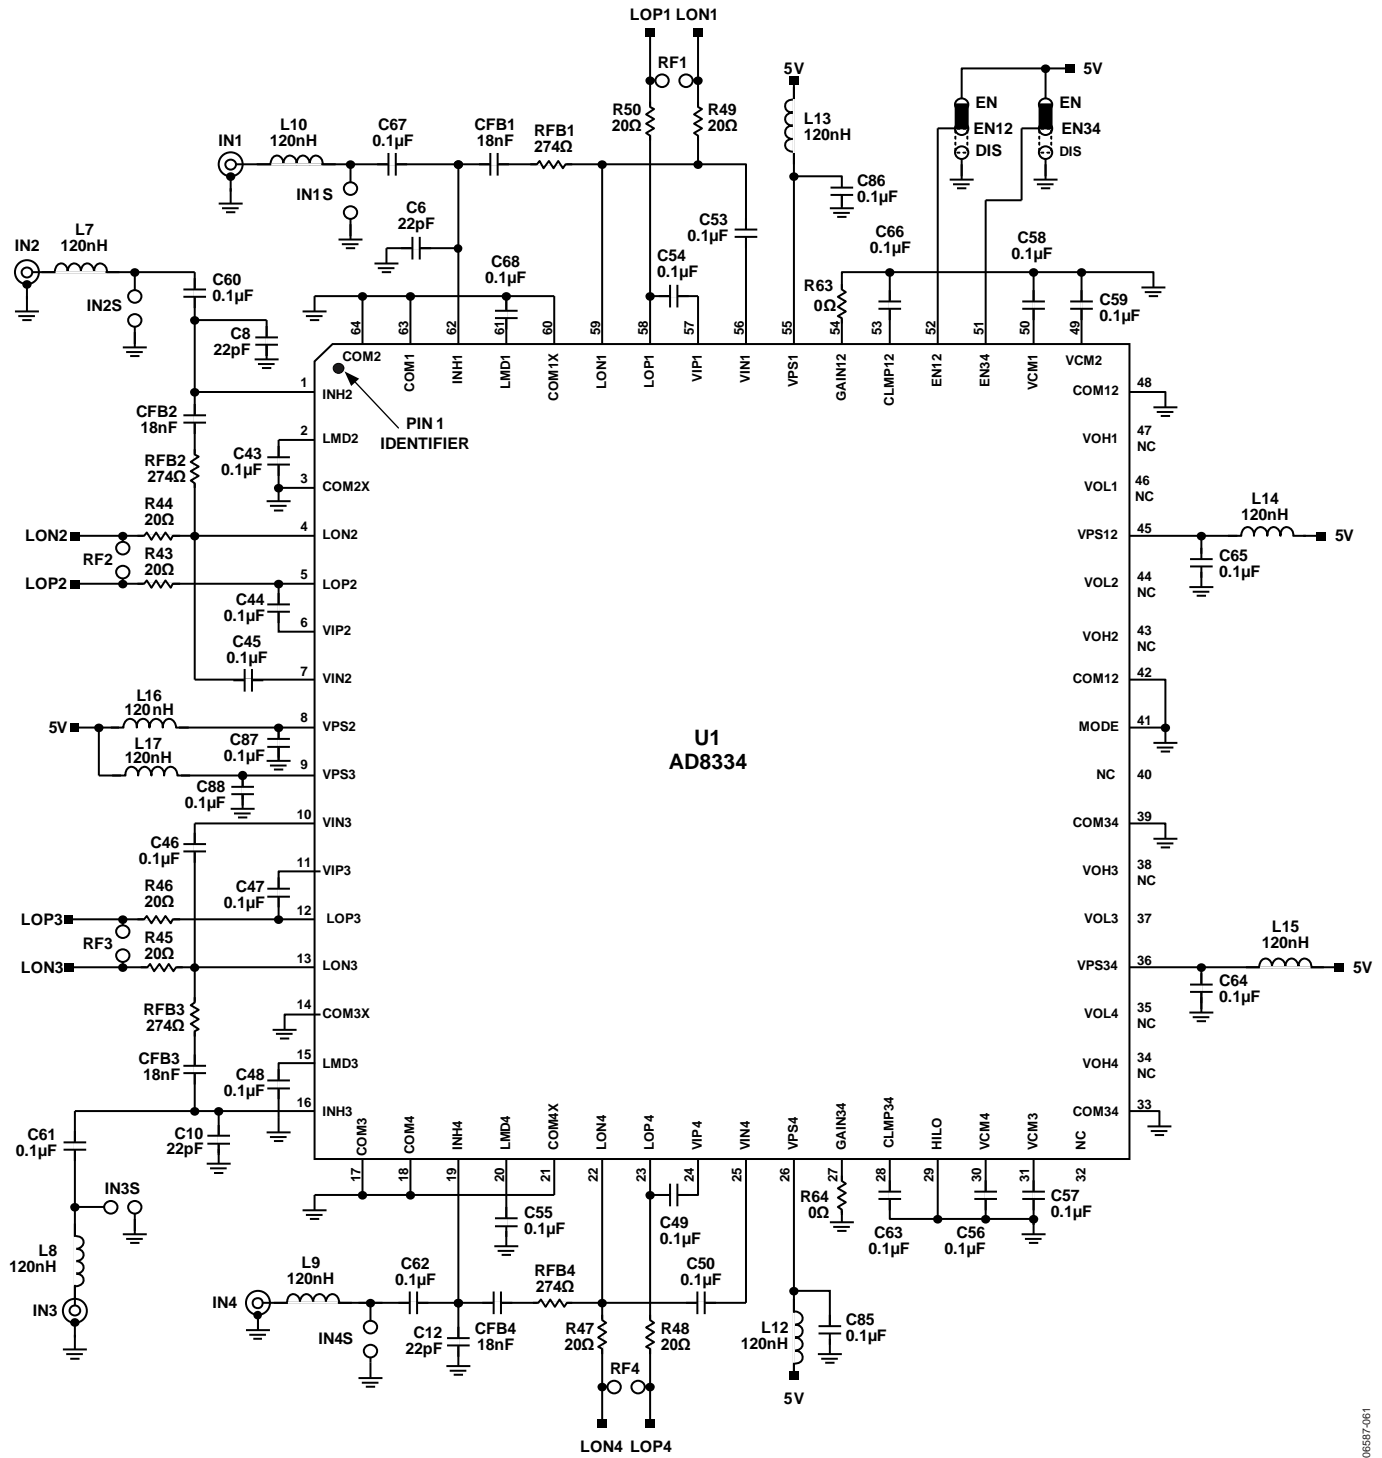 LOP1 LON1
RF1
R50
20Ω
R49
20Ω
5V
L13
120nH
5V
EN
EN12
DIS
EN
EN34
DIS
IN1
L10
120nH
C67
0.1µF
CFB1
18nF
RFB1
274Ω
IN1S
C6
22pF
C68
0.1µF
C53
0.1µF
C54
0.1µF
C86
0.1µF
C66
0.1µF
R63
0Ω
C58
0.1µF
C59
0.1µF
IN2
L7
120nH
IN2S
C60
0.1µF
C8
22pF
64
63
62
61
60
59
58
57
56
55
54
53
52
51
50
49
COM2
COM1
INH1
LMD1
COM1X
LON1
LOP1
VIP1
VIN1
VPS1
GAIN12
CLMP12
EN12
EN34
VCM1
VCM2
PIN 1
IDENTIFIER
1
INH2
CFB2
18nF
2
LMD2
C43
0.1µF
RFB2
274Ω
3
COM2X
R44
20Ω
LON2
4
LON2
RF2
R43
20Ω
LOP2
5
LOP2
C44
0.1µF
6
VIP2
C45
0.1µF
7
VIN2
L16
120nH
5V
8
VPS2
L17
120nH
C87
0.1µF
9
VPS3
C88
0.1µF
10
VIN3
C46
0.1µF
11
VIP3
R46
20Ω
C47
0.1µF
LOP3
12
LOP3
RF3
R45
20Ω
LON3
13
LON3
RFB3
274Ω
14
COM3X
CFB3
18nF
15
LMD3
C48
0.1µF
16
INH3
C61
0.1µF
C10
22pF
IN3S
L8
120nH
IN3
U1
AD8334
COM12
48
VOH1
47
NC
VOL1
46
NC
VPS12
45
L14
120nH
5V
C65
0.1µF
VOL2
44
NC
VOH2
43
NC
COM12
42
MODE
41
NC
40
COM34
39
VOH3
38
NC
VOL3
37
VPS34
36
L15
120nH
5V
C64
0.1µF
VOL4
35
NC
VOH4
34
NC
COM34
33
COM3
COM4
INH4
LMD4
COM4X
LON4
LOP4
VIP4
VIN4
VPS4
GAIN34
CLMP34
HILO
VCM4
VCM3
NC
17
18
19
20
21
22
23
24
25
26
27
28
29
30
31
32
C55
0.1µF
C49
0.1µF
R64
0Ω
C63
0.1µF
C56
0.1µF
C57
0.1µF
IN4
L9
120nH
IN4S
C62
0.1µF
C12
22pF
CFB4
18nF
RFB4
274Ω
C50
0.1µF
R47
20Ω
R48
20Ω
RF4
LON4 LOP4
L12
120nH
C85
0.1µF
5V
06587-061